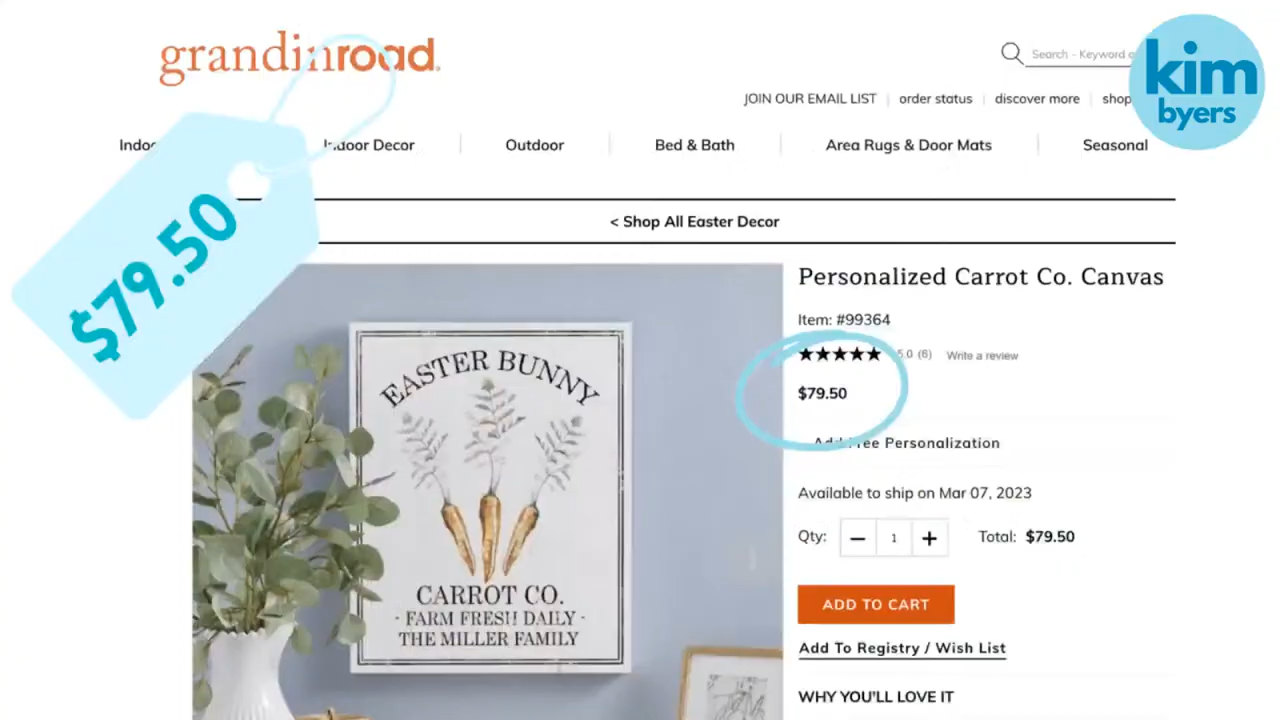 grandinroad.
Search - Keyword
kim
byers
JOIN OUR EMAIL LIST
order status
discover more
shop
Indoor Decor
Outdoor
Bed & Bath
Area Rugs & Door Mats
Seasonal
$79.50
< Shop All Easter Decor
Personalized Carrot Co. Canvas
Item: #99364
★★★★★ 5.0 (6) Write a review
$79.50
Add Free Personalization
Available to ship on Mar 07, 2023
Qty: − 1 + Total: $79.50
ADD TO CART
Add To Registry / Wish List
WHY YOU'LL LOVE IT
EASTER BUNNY
CARROT CO.
- FARM FRESH DAILY -
THE MILLER FAMILY